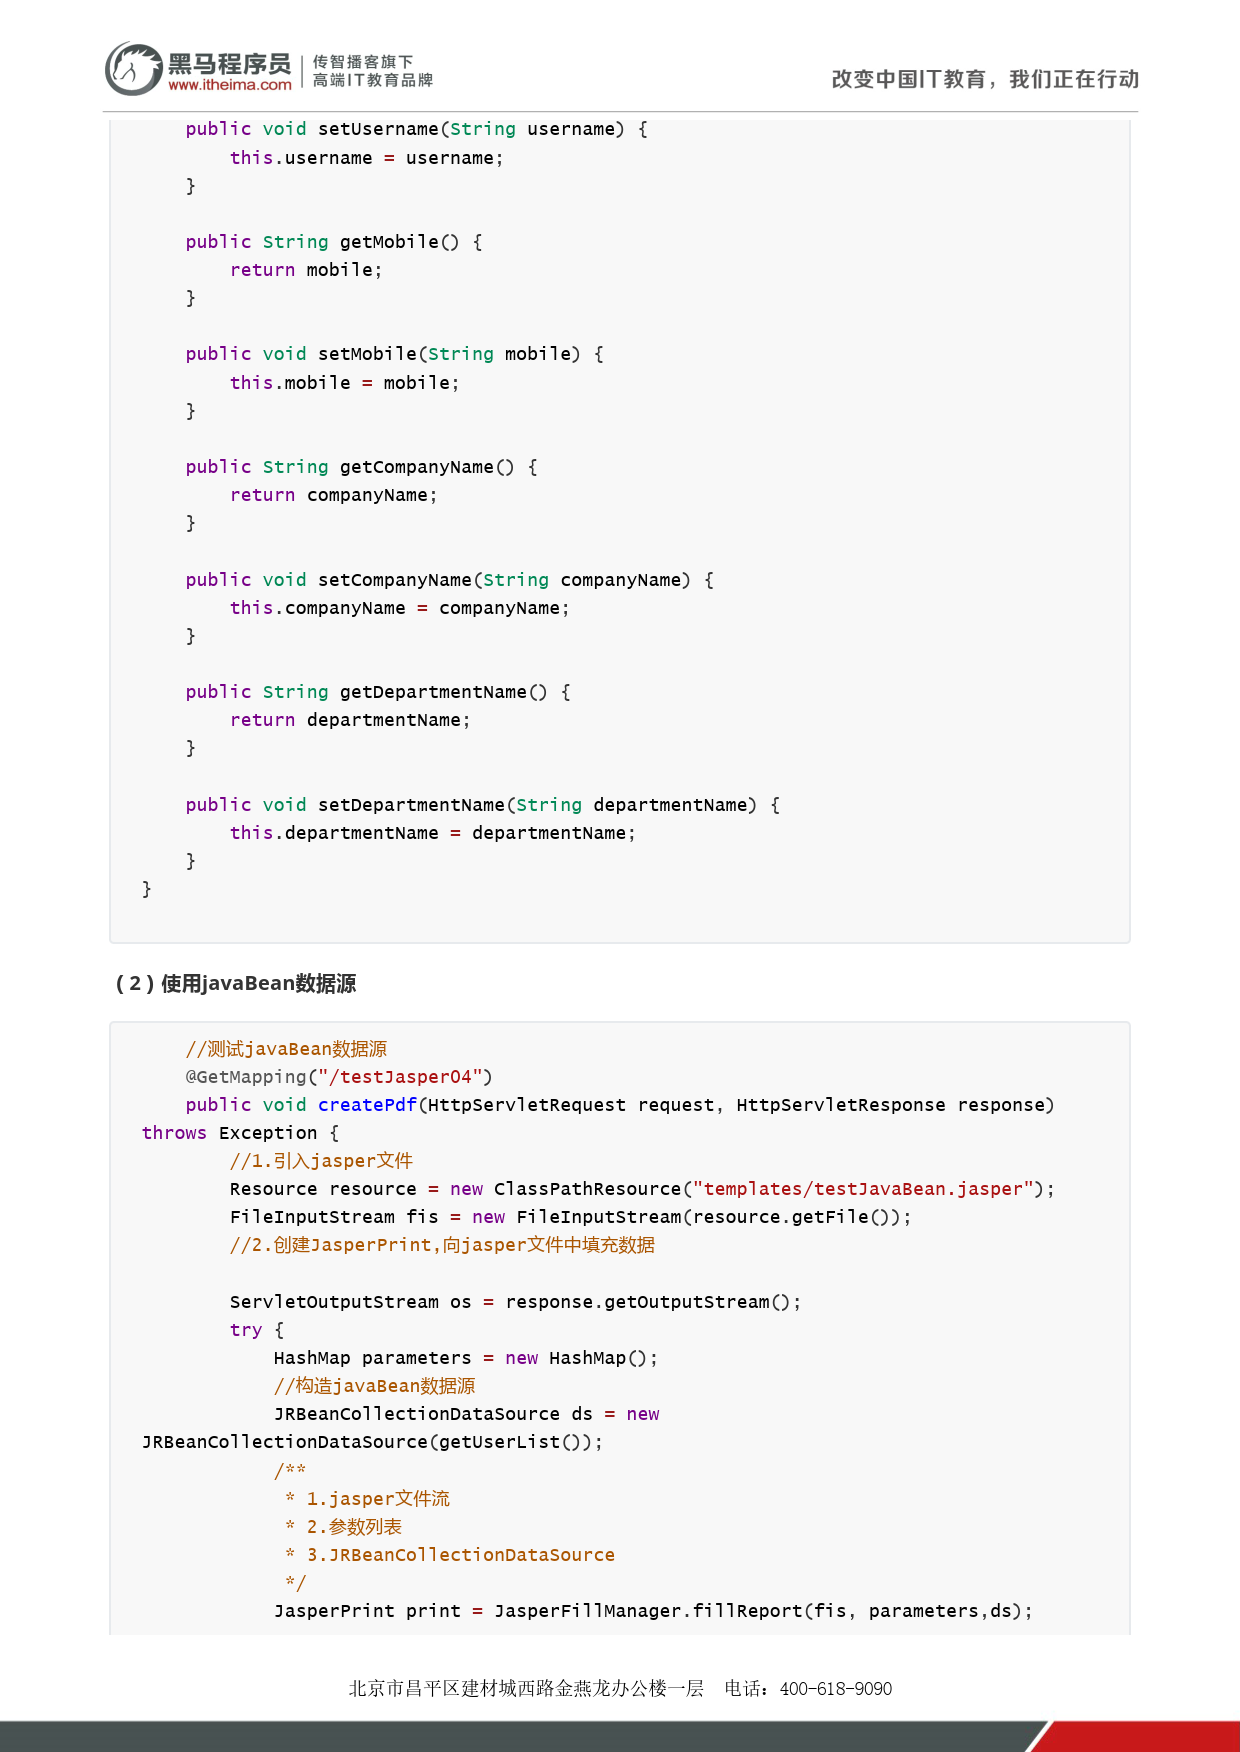 黑马程序员
www.itheima.com
传智播客旗下
高端IT教育品牌
改变中国IT教育，我们正在行动
    public void setUsername(String username) {
        this.username = username;
    }

    public String getMobile() {
        return mobile;
    }

    public void setMobile(String mobile) {
        this.mobile = mobile;
    }

    public String getCompanyName() {
        return companyName;
    }

    public void setCompanyName(String companyName) {
        this.companyName = companyName;
    }

    public String getDepartmentName() {
        return departmentName;
    }

    public void setDepartmentName(String departmentName) {
        this.departmentName = departmentName;
    }
}
（2）使用javaBean数据源
    //测试javaBean数据源
    @GetMapping("/testJasper04")
    public void createPdf(HttpServletRequest request, HttpServletResponse response)
throws Exception {
        //1.引入jasper文件
        Resource resource = new ClassPathResource("templates/testJavaBean.jasper");
        FileInputStream fis = new FileInputStream(resource.getFile());
        //2.创建JasperPrint,向jasper文件中填充数据

        ServletOutputStream os = response.getOutputStream();
        try {
            HashMap parameters = new HashMap();
            //构造javaBean数据源
            JRBeanCollectionDataSource ds = new
JRBeanCollectionDataSource(getUserList());
            /**
             * 1.jasper文件流
             * 2.参数列表
             * 3.JRBeanCollectionDataSource
             */
            JasperPrint print = JasperFillManager.fillReport(fis, parameters,ds);
北京市昌平区建材城西路金燕龙办公楼一层 电话：400-618-9090